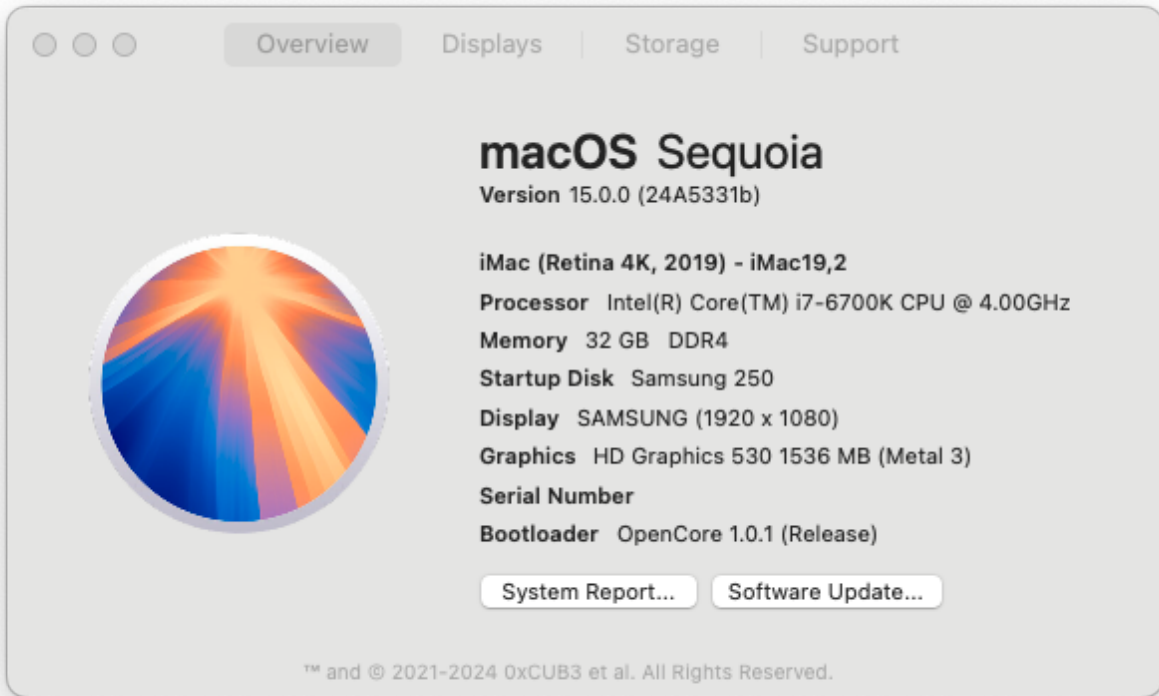 Overview Displays Storage Support
macOS Sequoia
Version 15.0.0 (24A5331b)
iMac (Retina 4K, 2019) - iMac19,2
Processor Intel(R) Core(TM) i7-6700K CPU @ 4.00GHz
Memory 32 GB DDR4
Startup Disk Samsung 250
Display SAMSUNG (1920 x 1080)
Graphics HD Graphics 530 1536 MB (Metal 3)
Serial Number
Bootloader OpenCore 1.0.1 (Release)
System Report... Software Update...
™ and © 2021-2024 0xCUB3 et al. All Rights Reserved.